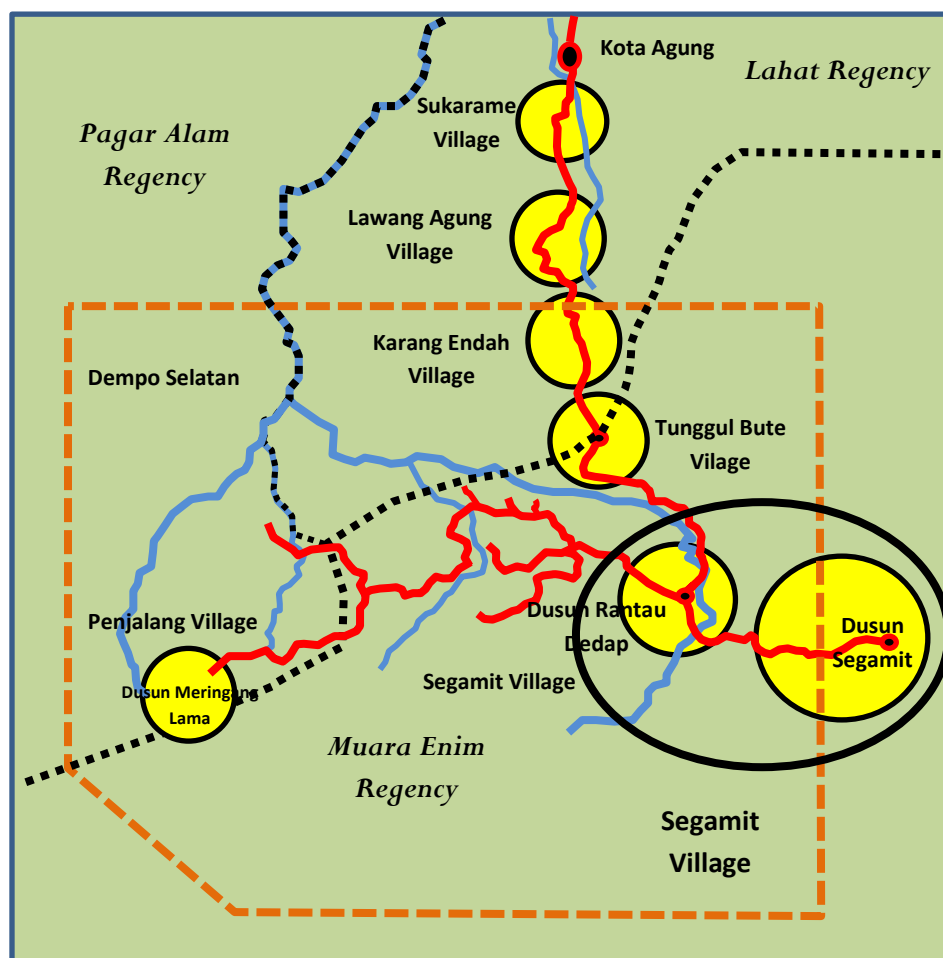 Kota Agung
Lahat Regency
Sukarame
Village
Pagar Alam
Regency
Lawang Agung
Village
Karang Endah
Village
Dempo Selatan
Tunggul Bute
Vilage
Penjalang Village
Dusun Rantau
Dedap
Dusun
Segamit
Segamit Village
Dusun Meringang
Lama
Muara Enim
Regency
Segamit
Village